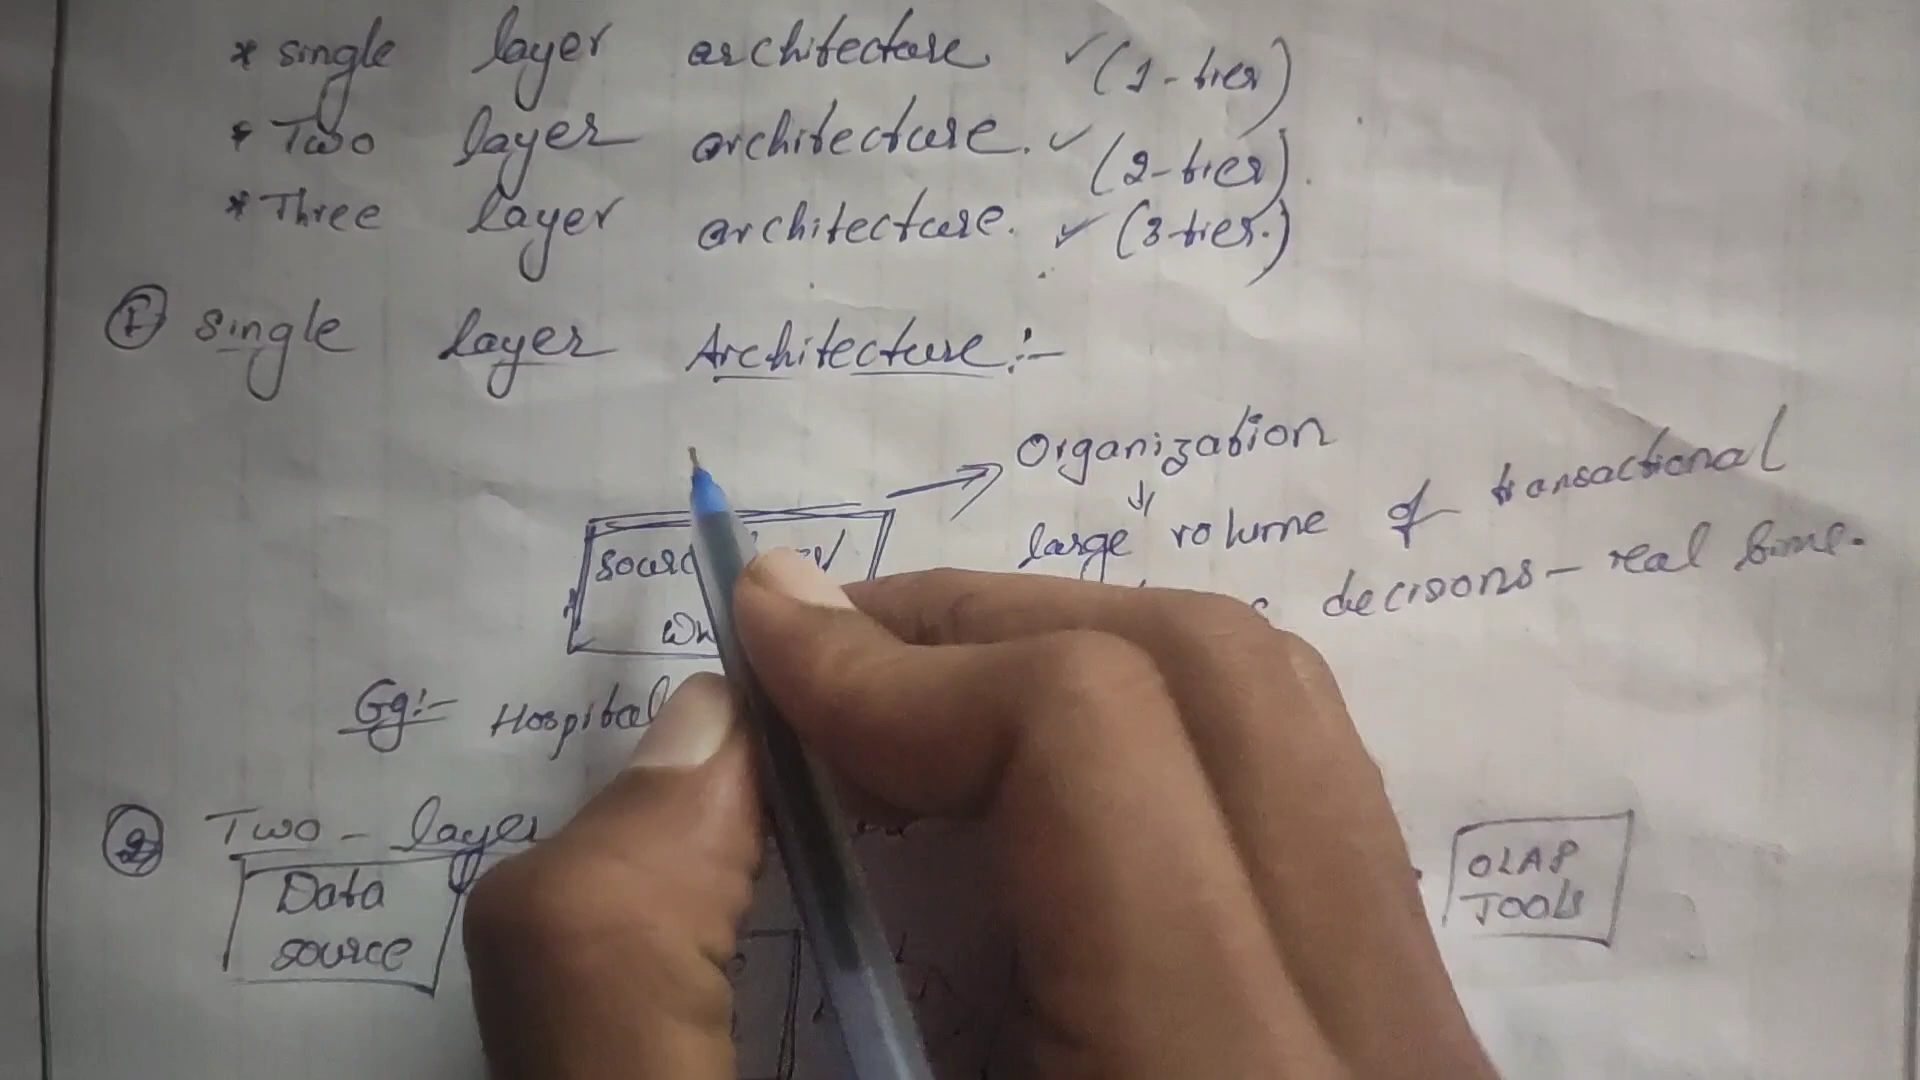 * Single layer architecture ✓ (1-tier)
* Two layer architecture. ✓ (2-tier).
* Three layer architecture. ✓ (3-tier.)
① Single layer Architecture:-
Organization
large volume of transactional
decisions - real time.
Eg:- Hospital
② Two - layer
Data
source
OLAP
TOOLS